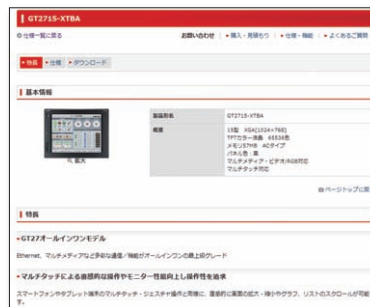 GT2715-XTBA
仕様一覧に戻る
お問い合わせ
購入・見積もり
仕様・機能
よくあるご質問
特長
仕様
ダウンロード
基本情報
拡大
製品形名
GT2715-XTBA
概要
15型 XGA[1024×768]
TFTカラー液晶 65536色
メモリ57MB ACタイプ
パネル色:黒
マルチメディア・ビデオ/RGB対応
マルチタッチ対応
ページトップに戻
特長
GT27オールインワンモデル
Ethernet、マルチメディアなど多彩な通信/機能がオールインワンの最上位グレード
マルチタッチによる直感的な操作やモニター性能向上し操作性を追求
スマートフォンやタブレット端末のマルチタッチ・ジェスチャ操作と同様に、直感的に画面の拡大・縮小やグラフ、リストのスクロールが可能
す。